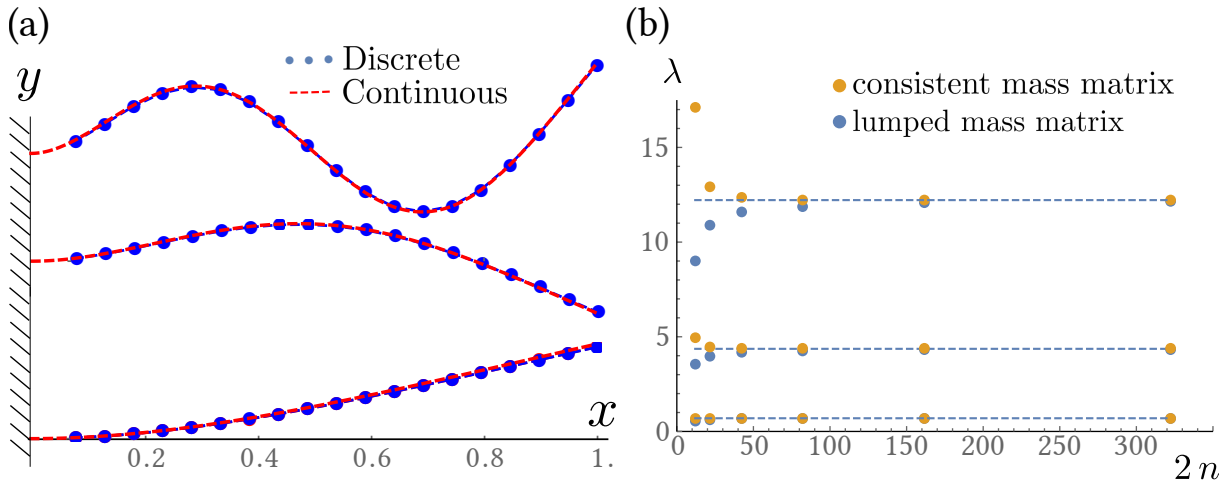 (a)
Discrete
Continuous
y
x
0.2 0.4 0.6 0.8 1.
(b)
λ
consistent mass matrix
lumped mass matrix
15
10
5
0
0 50 100 150 200 250 300
2 n